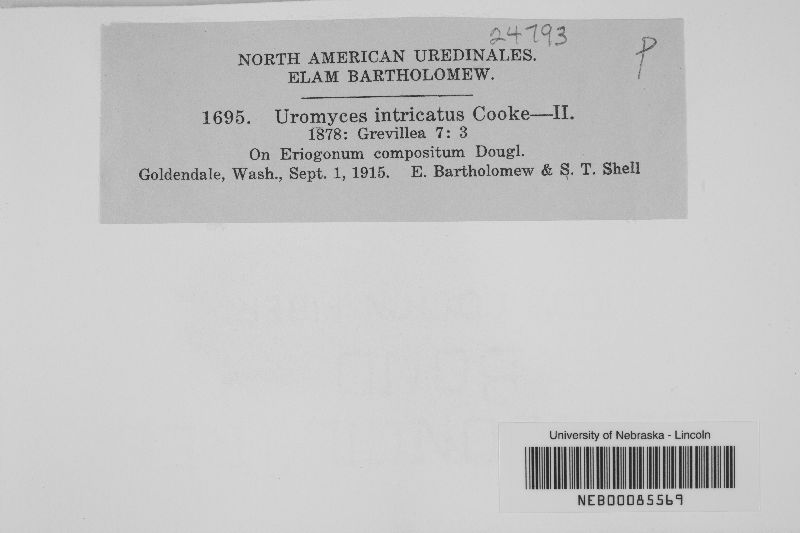 24793
P
NORTH AMERICAN UREDINALES.
ELAM BARTHOLOMEW.
1695. Uromyces intricatus Cooke—II.
1878: Grevillea 7: 3
On Eriogonum compositum Dougl.
Goldendale, Wash., Sept. 1, 1915. E. Bartholomew & S. T. Shell
University of Nebraska - Lincoln
NEB00085569